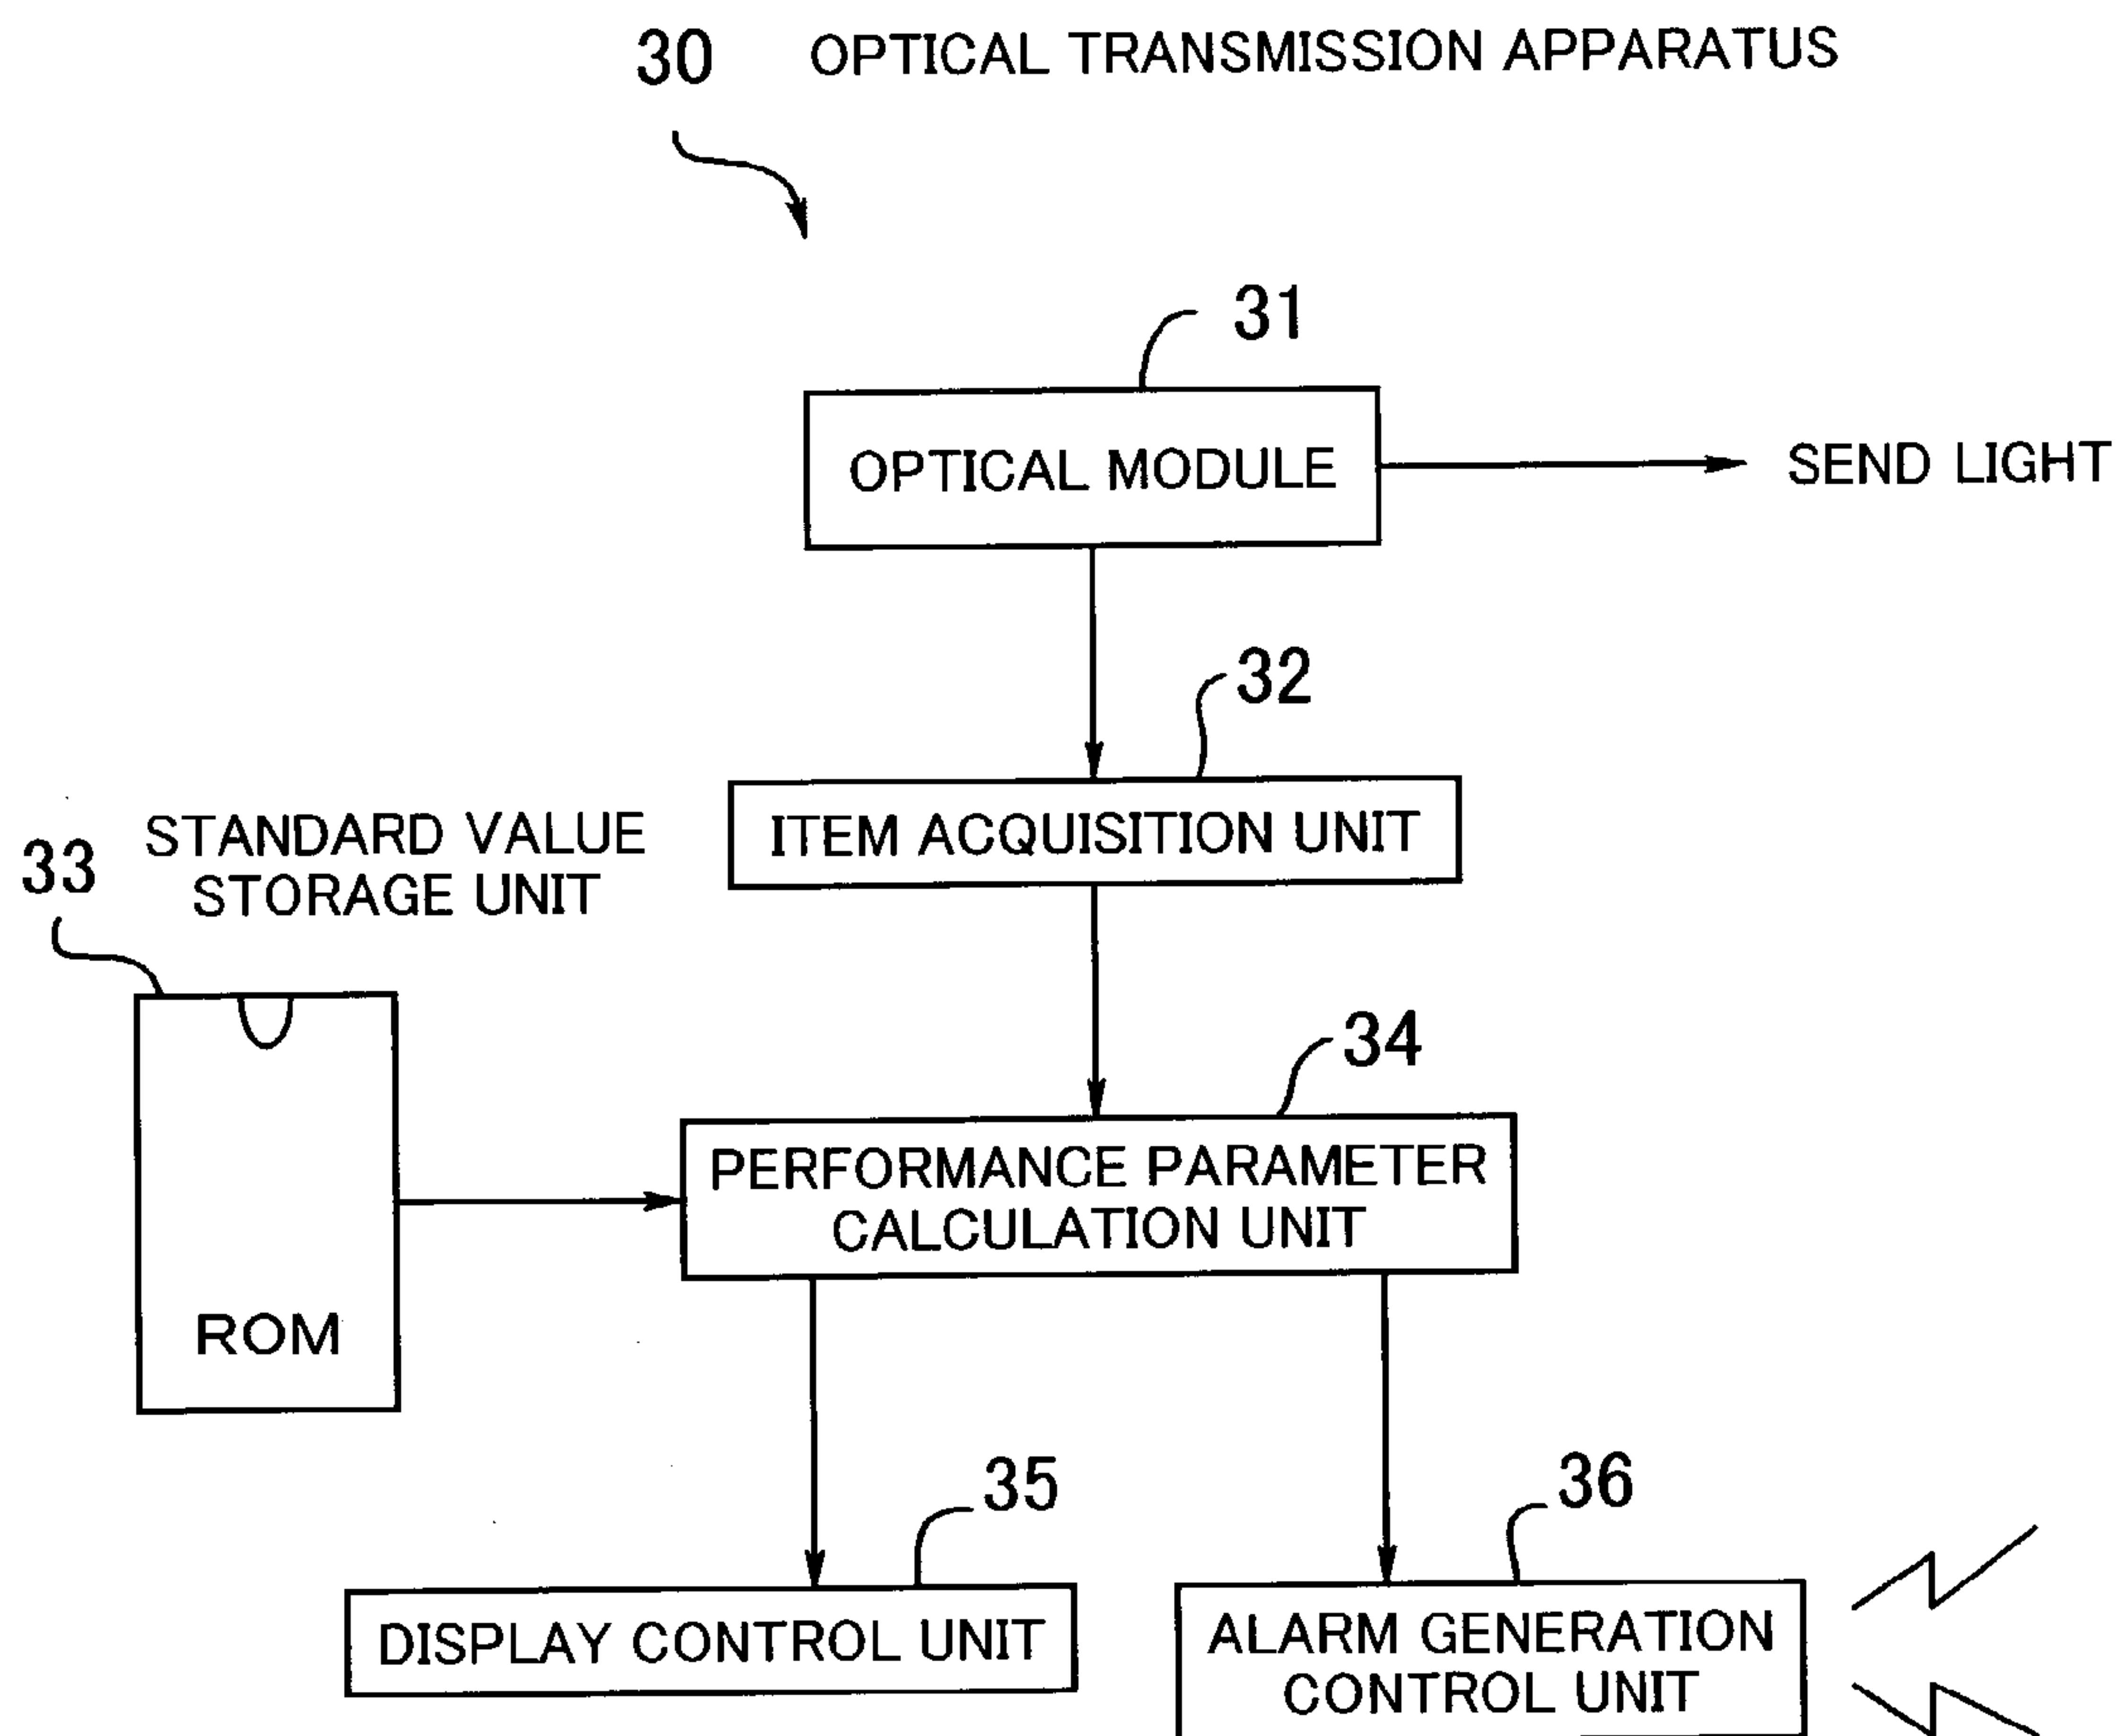 30 OPTICAL TRANSMISSION APPARATUS
31
OPTICAL MODULE
SEND LIGHT
32
ITEM ACQUISITION UNIT
33
STANDARD VALUE
STORAGE UNIT
34
PERFORMANCE PARAMETER
CALCULATION UNIT
ROM
35
DISPLAY CONTROL UNIT
36
ALARM GENERATION
CONTROL UNIT